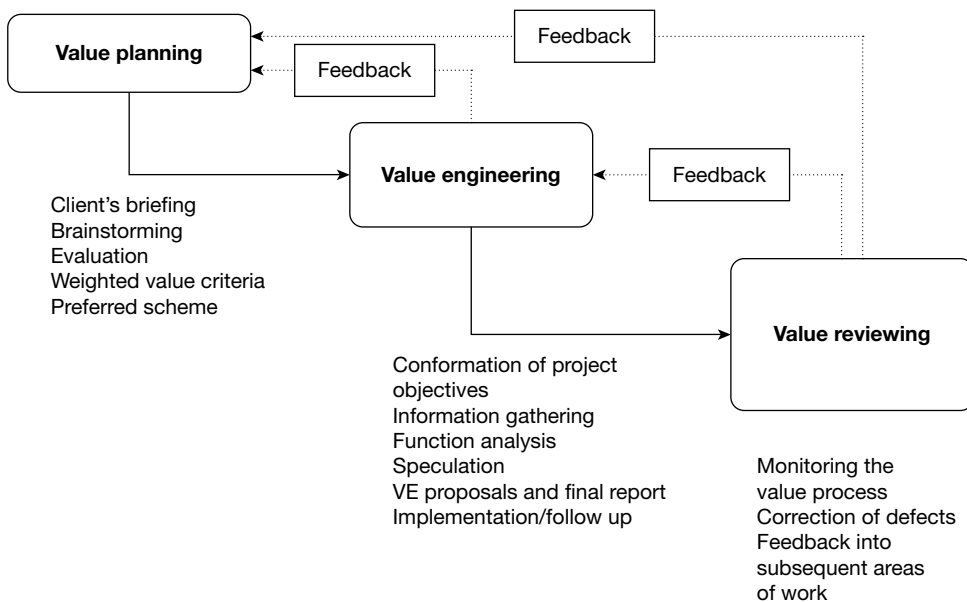 Feedback
Value planning
Feedback
Value engineering
Feedback
Client's briefing
Brainstorming
Evaluation
Weighted value criteria
Preferred scheme
Value reviewing
Conformation of project
objectives
Information gathering
Function analysis
Speculation
VE proposals and final report
Implementation/follow up
Monitoring the
value process
Correction of defects
Feedback into
subsequent areas
of work